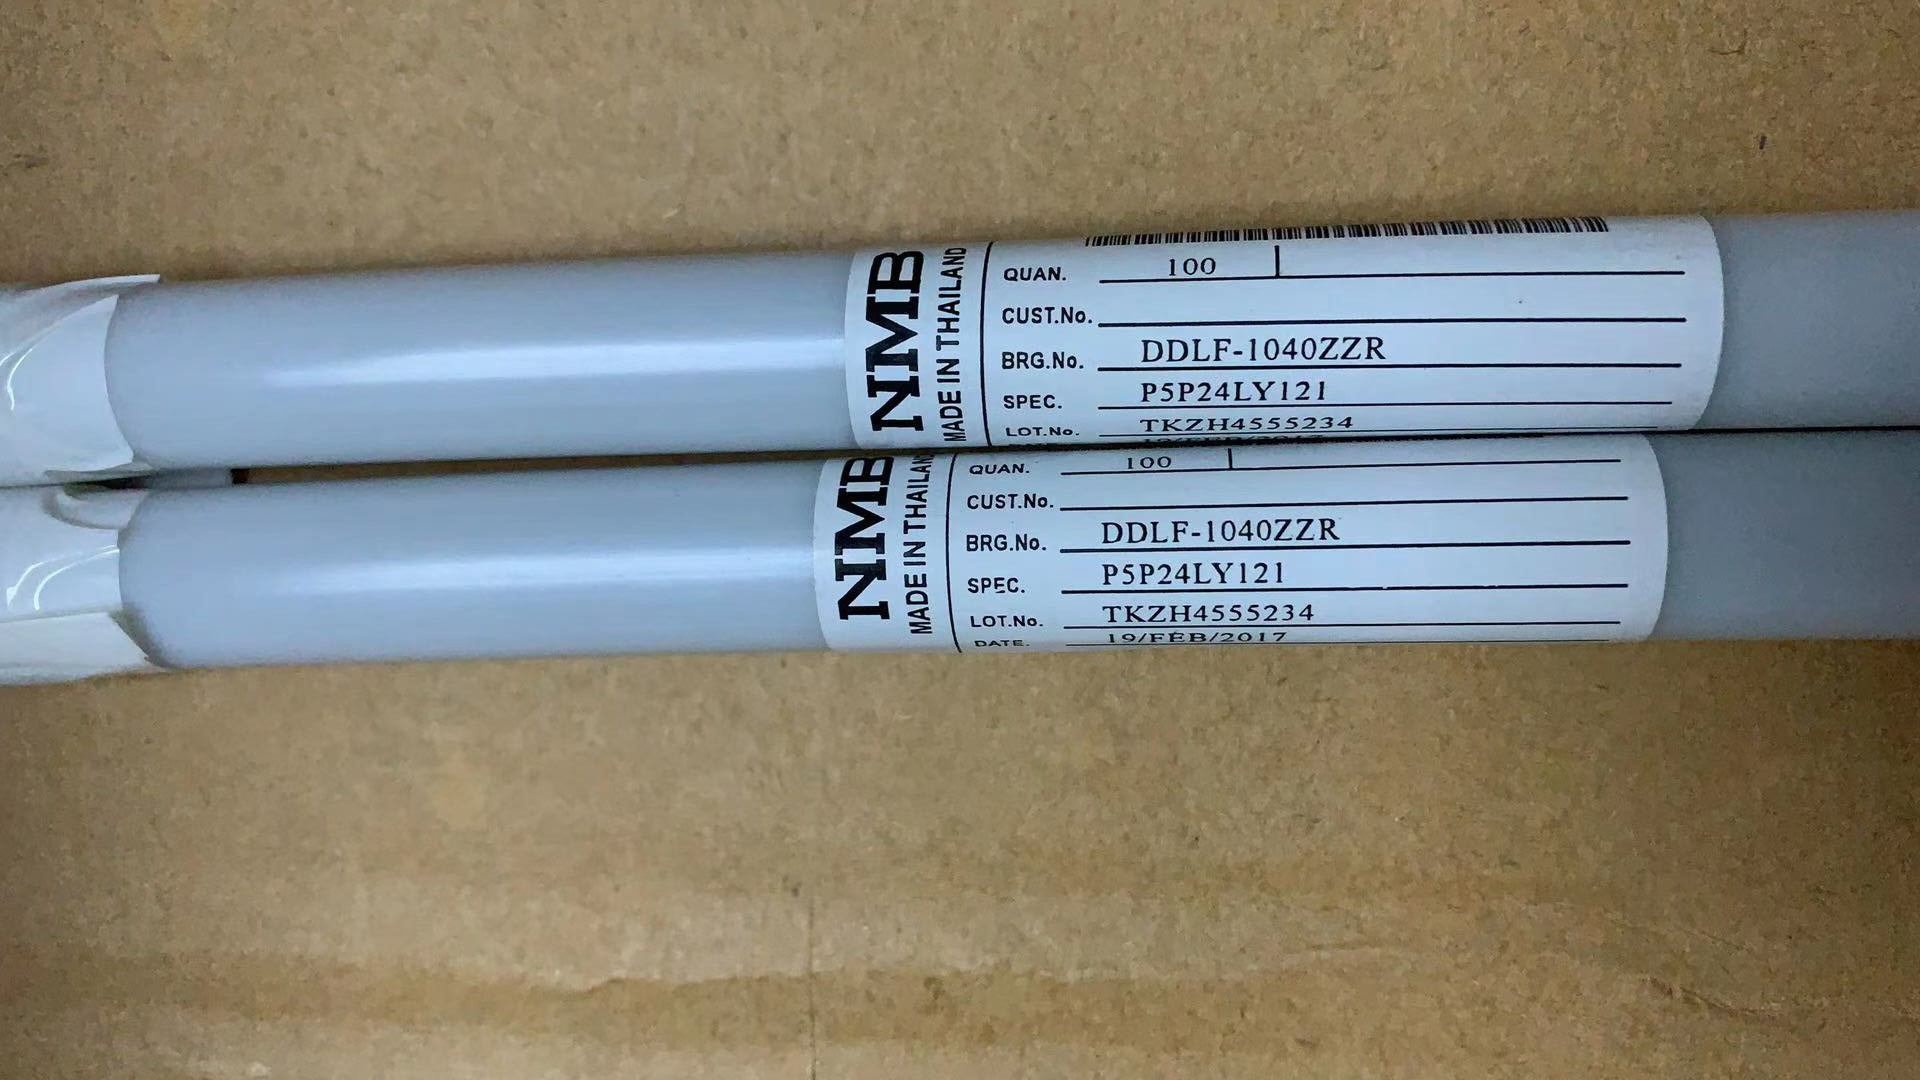 NMB
MADE IN THAILAND
QUAN. 100
CUST.No.
BRG.No. DDLF-1040ZZR
SPEC. P5P24LY121
LOT.No. TKZH4555234
NMB
MADE IN THAILAND
QUAN. 100
CUST.No.
BRG.No. DDLF-1040ZZR
SPEC. P5P24LY121
LOT.No. TKZH4555234
DATE. 19/FEB/2017